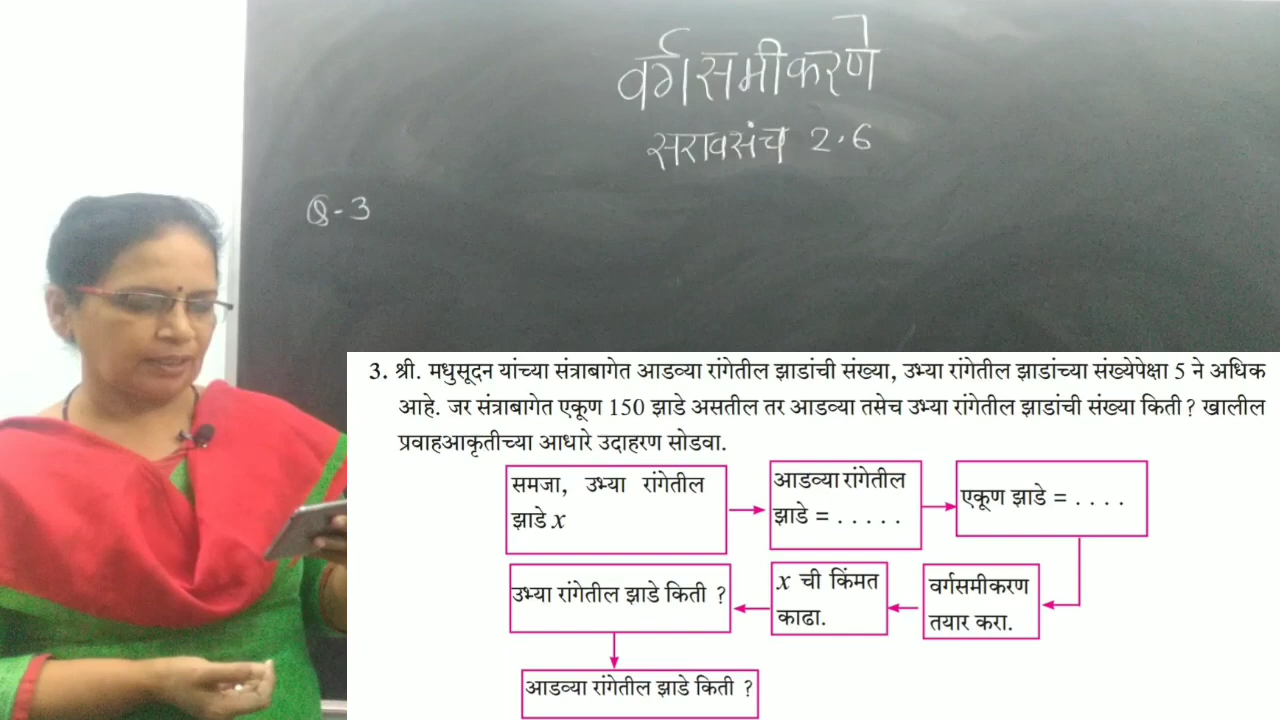 वर्गसमीकरणे
सरावसंच 2.6
Q-3
3. श्री. मधुसूदन यांच्या संत्राबागेत आडव्या रांगेतील झाडांची संख्या, उभ्या रांगेतील झाडांच्या संख्येपेक्षा 5 ने अधिक
आहे. जर संत्राबागेत एकूण 150 झाडे असतील तर आडव्या तसेच उभ्या रांगेतील झाडांची संख्या किती ? खालील
प्रवाहआकृतीच्या आधारे उदाहरण सोडवा.
समजा, उभ्या रांगेतील
झाडे x
आडव्या रांगेतील
झाडे = . . . . .
एकूण झाडे = . . . .
वर्गसमीकरण
तयार करा.
x ची किंमत
काढा.
उभ्या रांगेतील झाडे किती ?
आडव्या रांगेतील झाडे किती ?